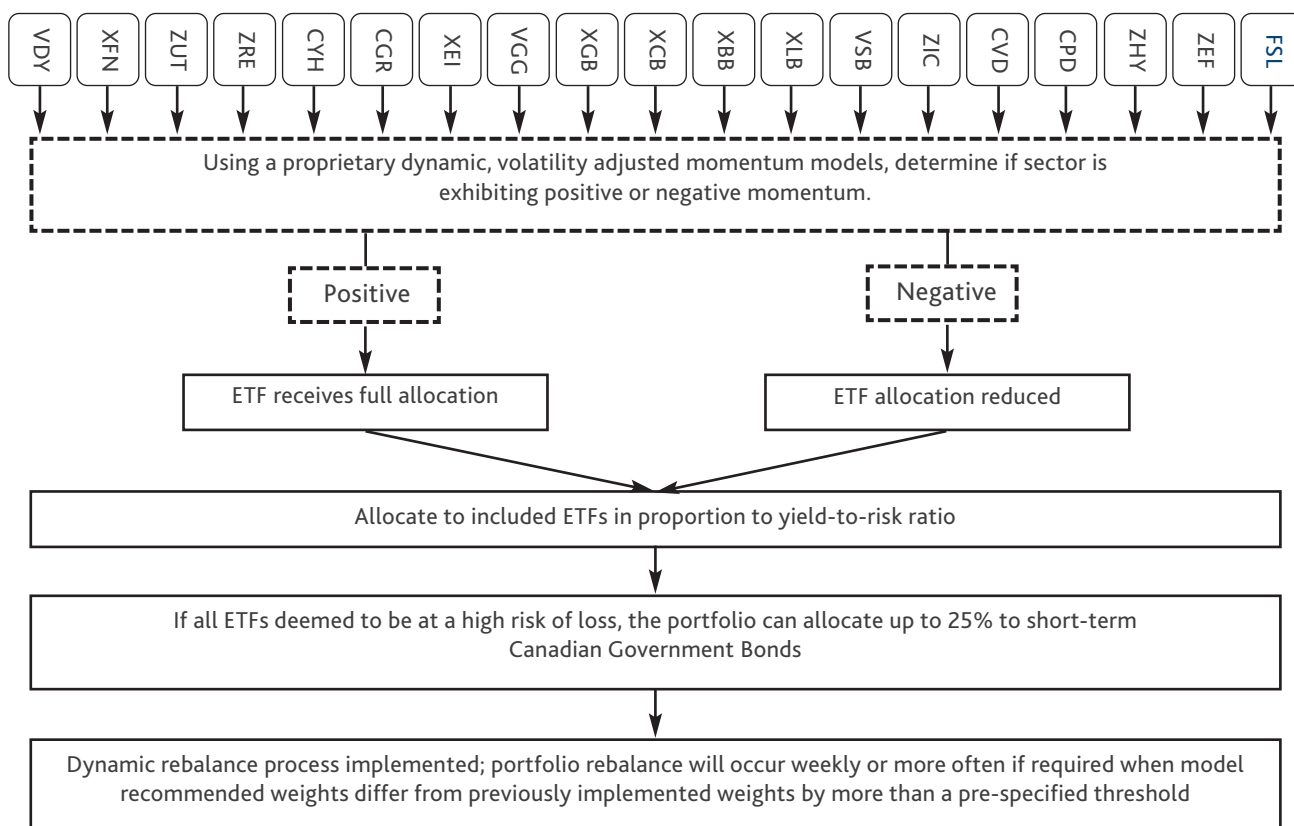 VDY
XFN
ZUT
ZRE
CYH
CGR
XEI
VGG
XGB
XCB
XBB
XLB
VSB
ZIC
CVD
CPD
ZHY
ZEF
FSL
Using a proprietary dynamic, volatility adjusted momentum models, determine if sector is
exhibiting positive or negative momentum.
Positive
Negative
ETF receives full allocation
ETF allocation reduced
Allocate to included ETFs in proportion to yield-to-risk ratio
If all ETFs deemed to be at a high risk of loss, the portfolio can allocate up to 25% to short-term
Canadian Government Bonds
Dynamic rebalance process implemented; portfolio rebalance will occur weekly or more often if required when model
recommended weights differ from previously implemented weights by more than a pre-specified threshold